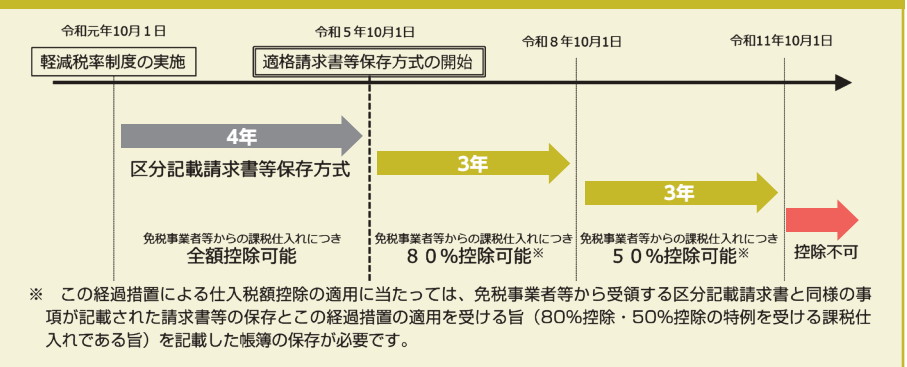 令和元年10月1日
令和5年10月1日
令和8年10月1日
令和11年10月1日
軽減税率制度の実施
適格請求書等保存方式の開始
4年
区分記載請求書等保存方式
3年
3年
免税事業者等からの課税仕入れにつき
全額控除可能
免税事業者等からの課税仕入れにつき
８０%控除可能※
免税事業者等からの課税仕入れにつき
５０%控除可能※
控除不可
※　この経過措置による仕入税額控除の適用に当たっては、免税事業者等から受領する区分記載請求書と同様の事
項が記載された請求書等の保存とこの経過措置の適用を受ける旨（80%控除・50%控除の特例を受ける課税仕
入れである旨）を記載した帳簿の保存が必要です。